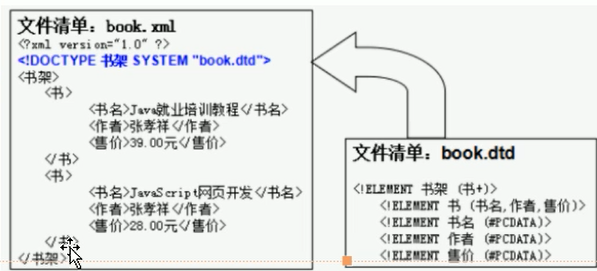 文件清单：book.xml
<?xml version="1.0" ?>
<!DOCTYPE 书架 SYSTEM "book.dtd">
<书架>
<书>
<书名>Java就业培训教程</书名>
<作者>张孝祥</作者>
<售价>39.00元</售价>
</书>
<书>
<书名>JavaScript网页开发</书名>
<作者>张孝祥</作者>
<售价>28.00元</售价>
</书>
</书架>
文件清单：book.dtd
<!ELEMENT 书架 (书+)>
<!ELEMENT 书 (书名,作者,售价)>
<!ELEMENT 书名 (#PCDATA)>
<!ELEMENT 作者 (#PCDATA)>
<!ELEMENT 售价 (#PCDATA)>